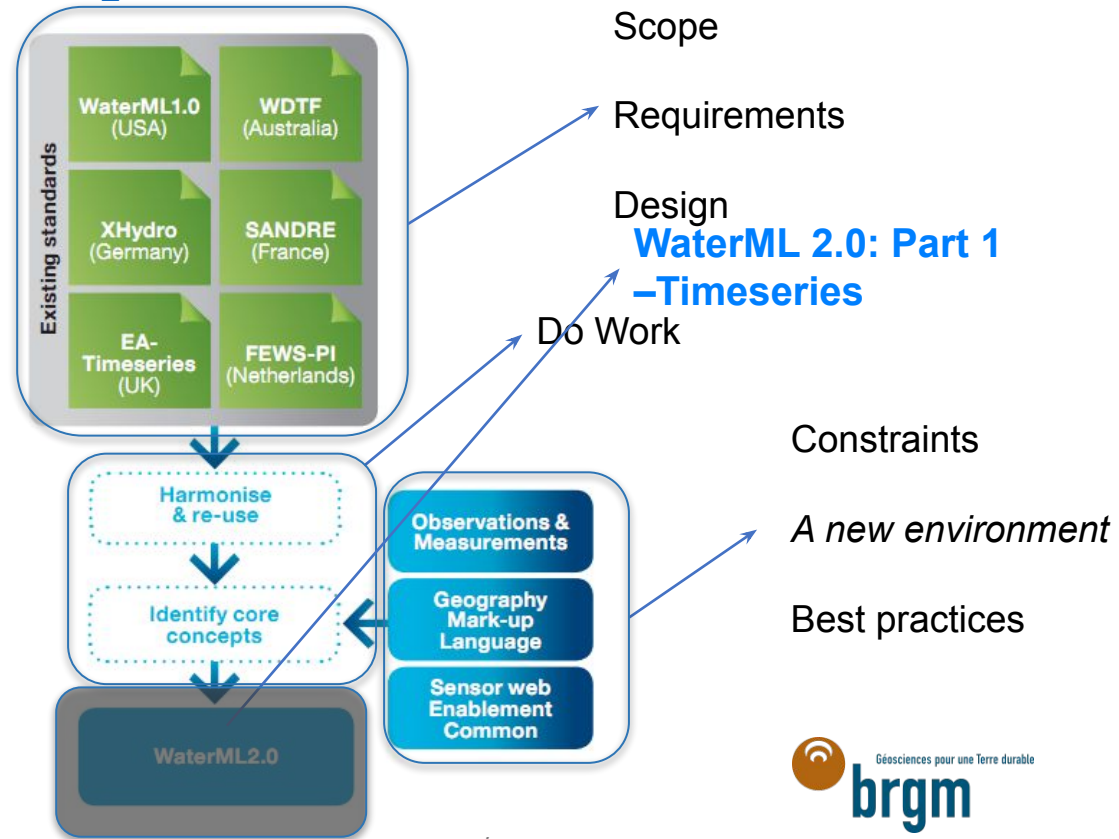 Existing standards
WaterML1.0
(USA)
WDTF
(Australia)
XHydro
(Germany)
SANDRE
(France)
EA-
Timeseries
(UK)
FEWS-PI
(Netherlands)
Harmonise
& re-use
Identify core
concepts
WaterML2.0
Observations &
Measurements
Geography
Mark-up
Language
Sensor web
Enablement
Common
Scope
Requirements
Design
WaterML 2.0: Part 1
–Timeseries
Do Work
Constraints
A new environment
Best practices
Géosciences pour une Terre durable
brgm